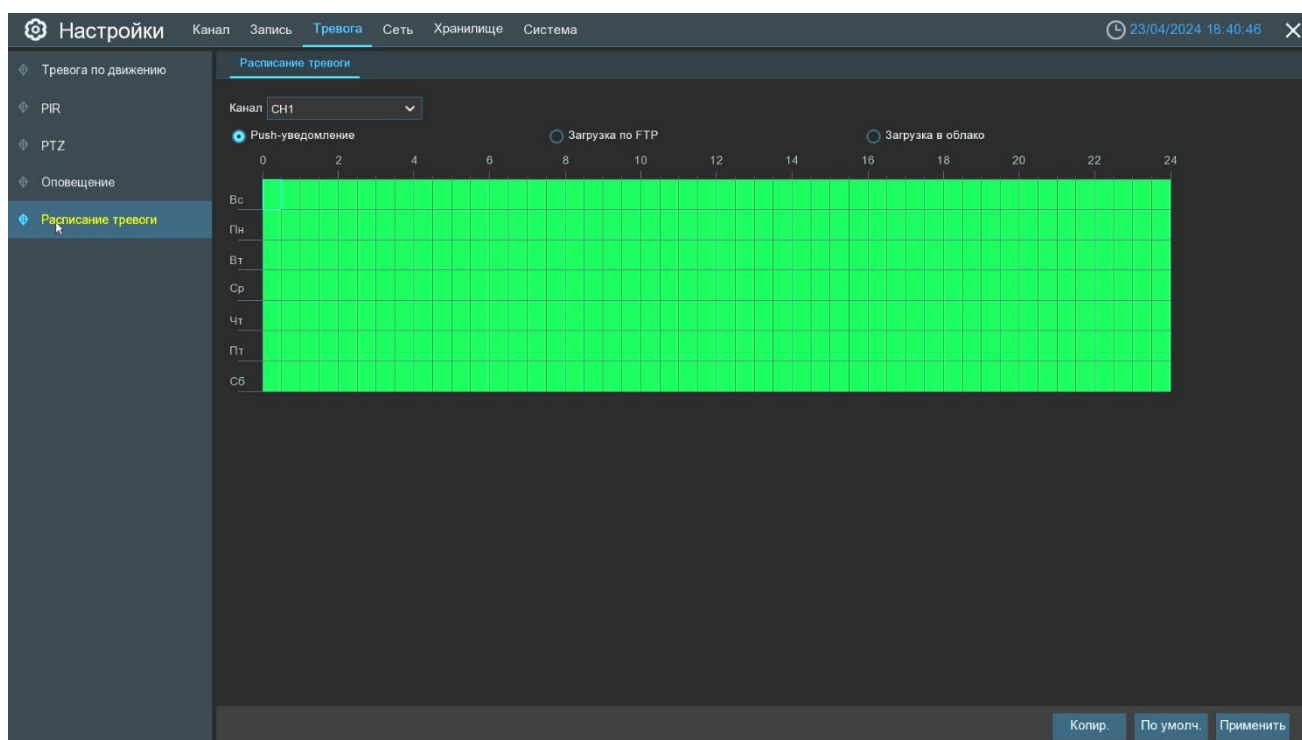 Настройки Канал Запись Тревога Сеть Хранилище Система 23/04/2024 18:40:46
Тревога по движению
PIR
PTZ
Оповещение
Расписание тревоги
Расписание тревоги
Канал CH1
Push-уведомление Загрузка по FTP Загрузка в облако
0 2 4 6 8 10 12 14 16 18 20 22 24
Вс
Пн
Вт
Ср
Чт
Пт
Сб
Копир. По умолч. Применить